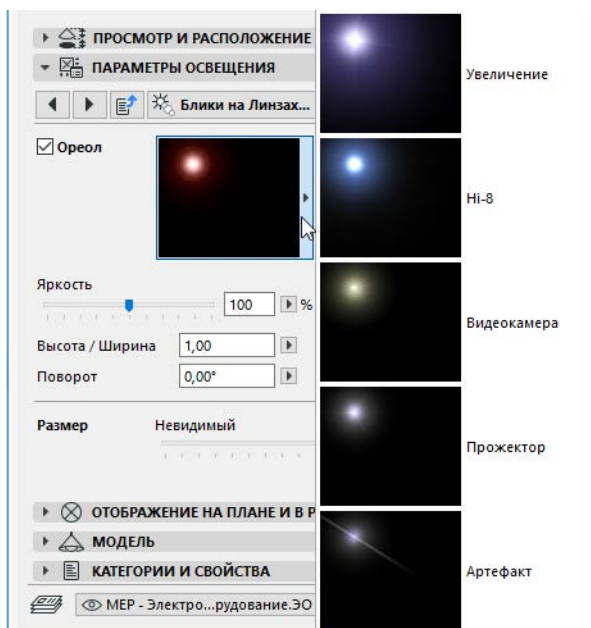 ПРОСМОТР И РАСПОЛОЖЕНИЕ
ПАРАМЕТРЫ ОСВЕЩЕНИЯ
Блики на Линзах...
Ореол
Яркость
100 %
Высота / Ширина 1,00
Поворот 0,00°
Размер Невидимый
ОТОБРАЖЕНИЕ НА ПЛАНЕ И В Р
МОДЕЛЬ
КАТЕГОРИИ И СВОЙСТВА
МЕР - Электро...рудование.ЭО
Увеличение
Hi-8
Видеокамера
Прожектор
Артефакт